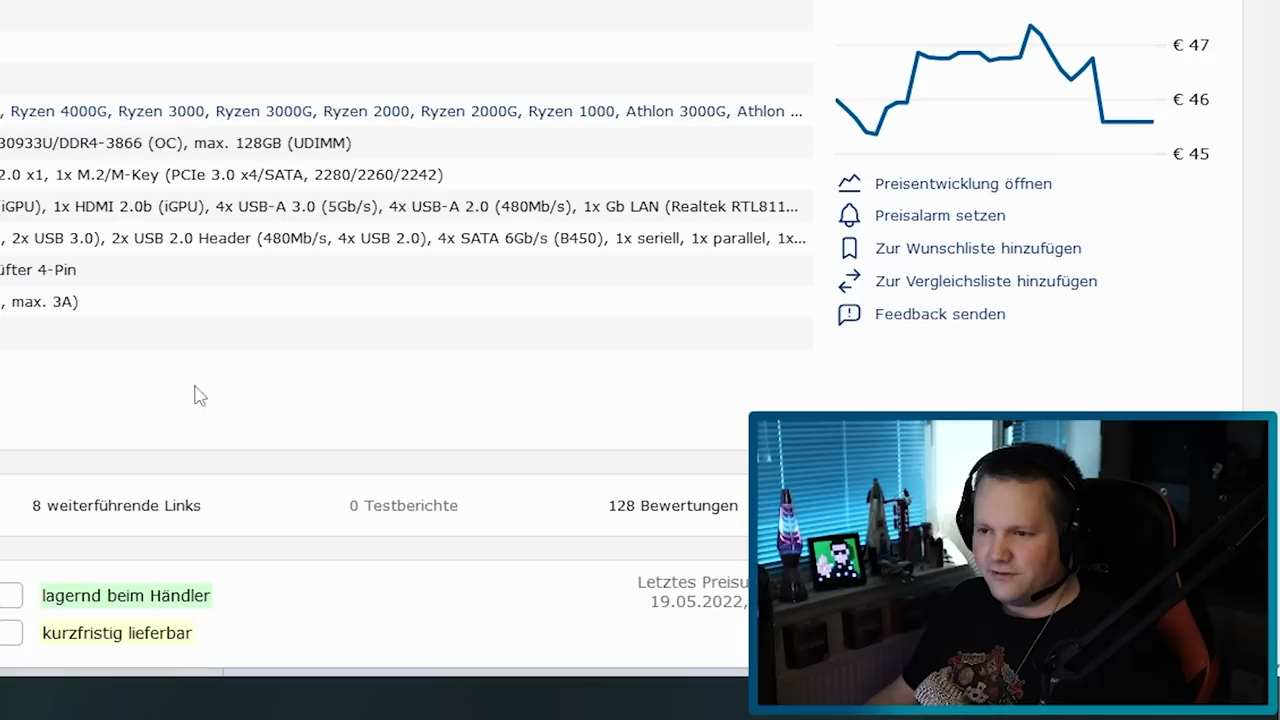 , Ryzen 4000G, Ryzen 3000, Ryzen 3000G, Ryzen 2000, Ryzen 2000G, Ryzen 1000, Athlon 3000G, Athlon ...
30933U/DDR4-3866 (OC), max. 128GB (UDIMM)
2.0 x1, 1x M.2/M-Key (PCIe 3.0 x4/SATA, 2280/2260/2242)
(iGPU), 1x HDMI 2.0b (iGPU), 4x USB-A 3.0 (5Gb/s), 4x USB-A 2.0 (480Mb/s), 1x Gb LAN (Realtek RTL811...
, 2x USB 3.0), 2x USB 2.0 Header (480Mb/s, 4x USB 2.0), 4x SATA 6Gb/s (B450), 1x seriell, 1x parallel, 1x...
üfter 4-Pin
, max. 3A)
€ 47
€ 46
€ 45
Preisentwicklung öffnen
Preisalarm setzen
Zur Wunschliste hinzufügen
Zur Vergleichsliste hinzufügen
Feedback senden
8 weiterführende Links
0 Testberichte
128 Bewertungen
lagernd beim Händler
kurzfristig lieferbar
Letztes Preisu
19.05.2022,